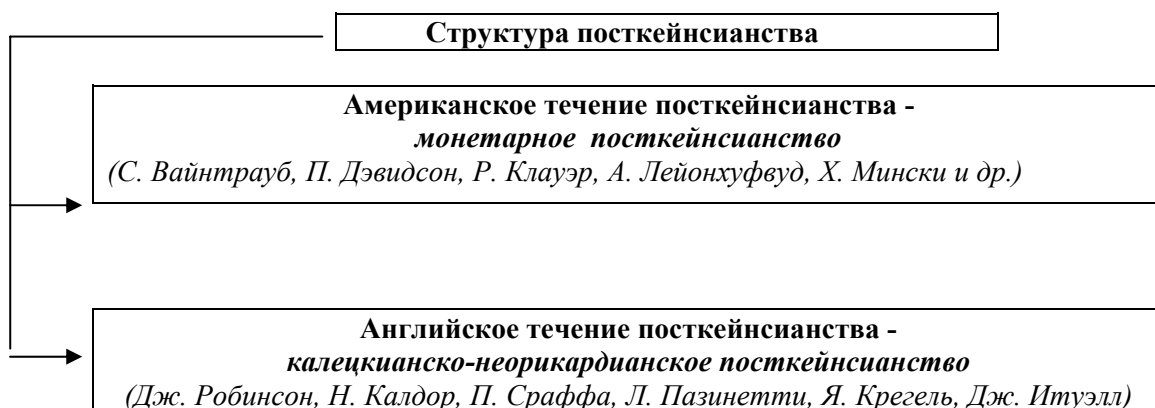 Структура посткейнсианства
Американское течение посткейнсианства -
монетарное посткейнсианство
(С. Вайнтрауб, П. Дэвидсон, Р. Клауэр, А. Лейонхуфвуд, Х. Мински и др.)
Английское течение посткейнсианства -
калецкианско-неорикардианское посткейнсианство
(Дж. Робинсон, Н. Калдор, П. Сраффа, Л. Пазинетти, Я. Крегель, Дж. Итуэлл)